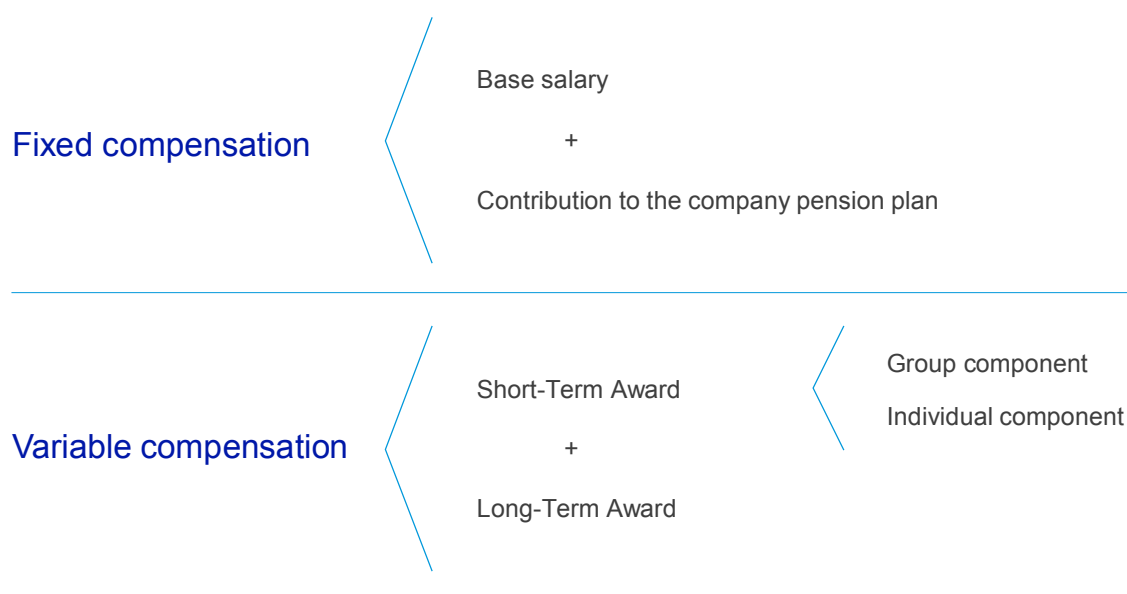 Fixed compensation
Base salary
+
Contribution to the company pension plan
Variable compensation
Short-Term Award
+
Long-Term Award
Group component
Individual component